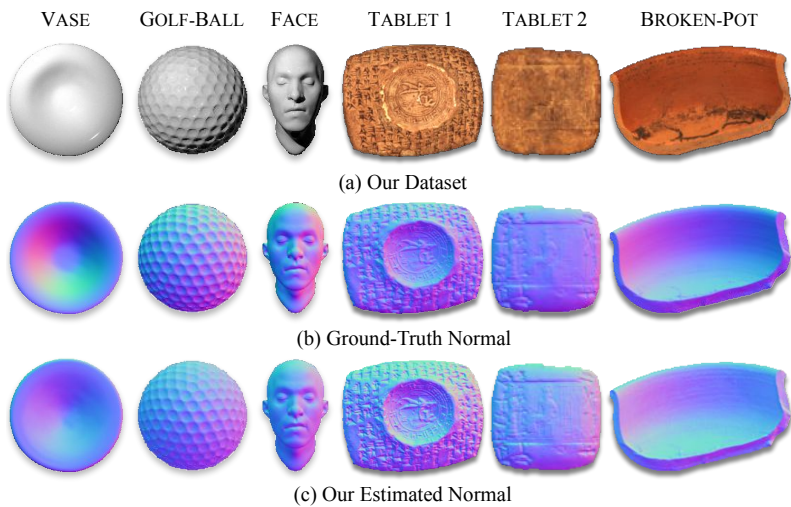 VASE GOLF-BALL FACE TABLET 1 TABLET 2 BROKEN-POT
(a) Our Dataset
(b) Ground-Truth Normal
(c) Our Estimated Normal